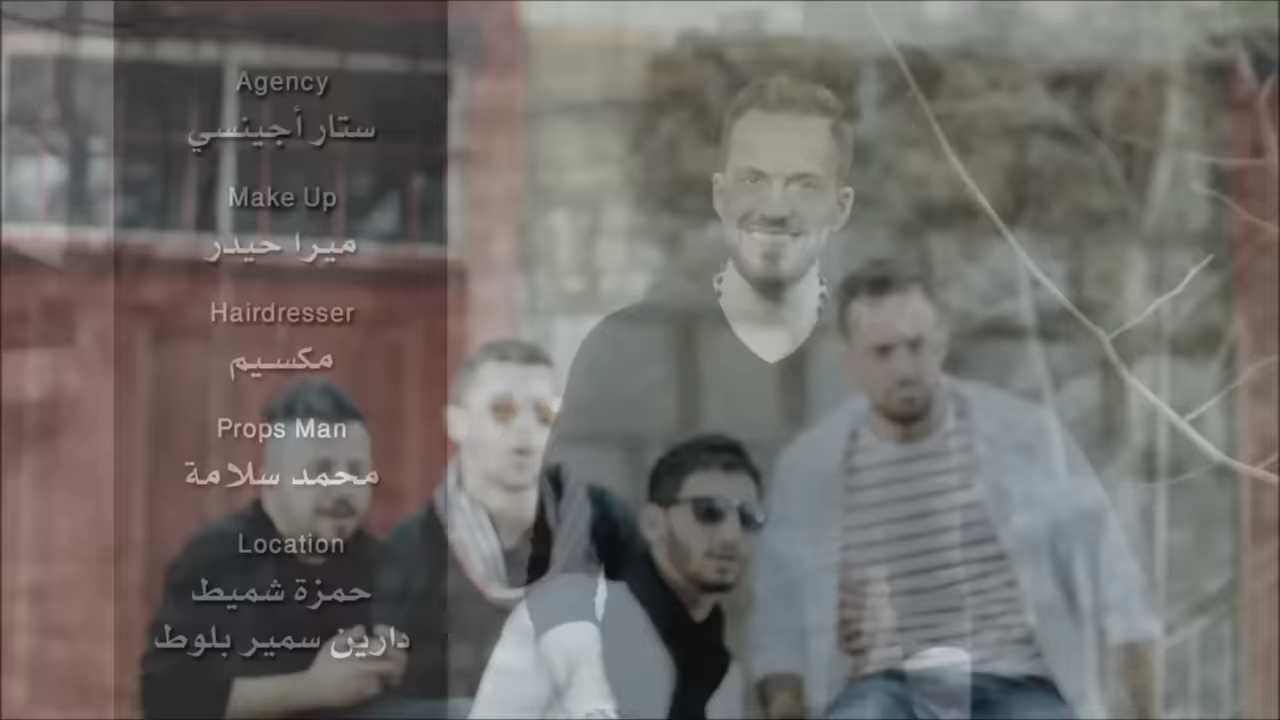 Agency
ستار أجينسي
Make Up
ميرا حيدر
Hairdresser
مكسيم
Props Man
محمد سلامة
Location
حمزة شميط
دارين سمير بلوط